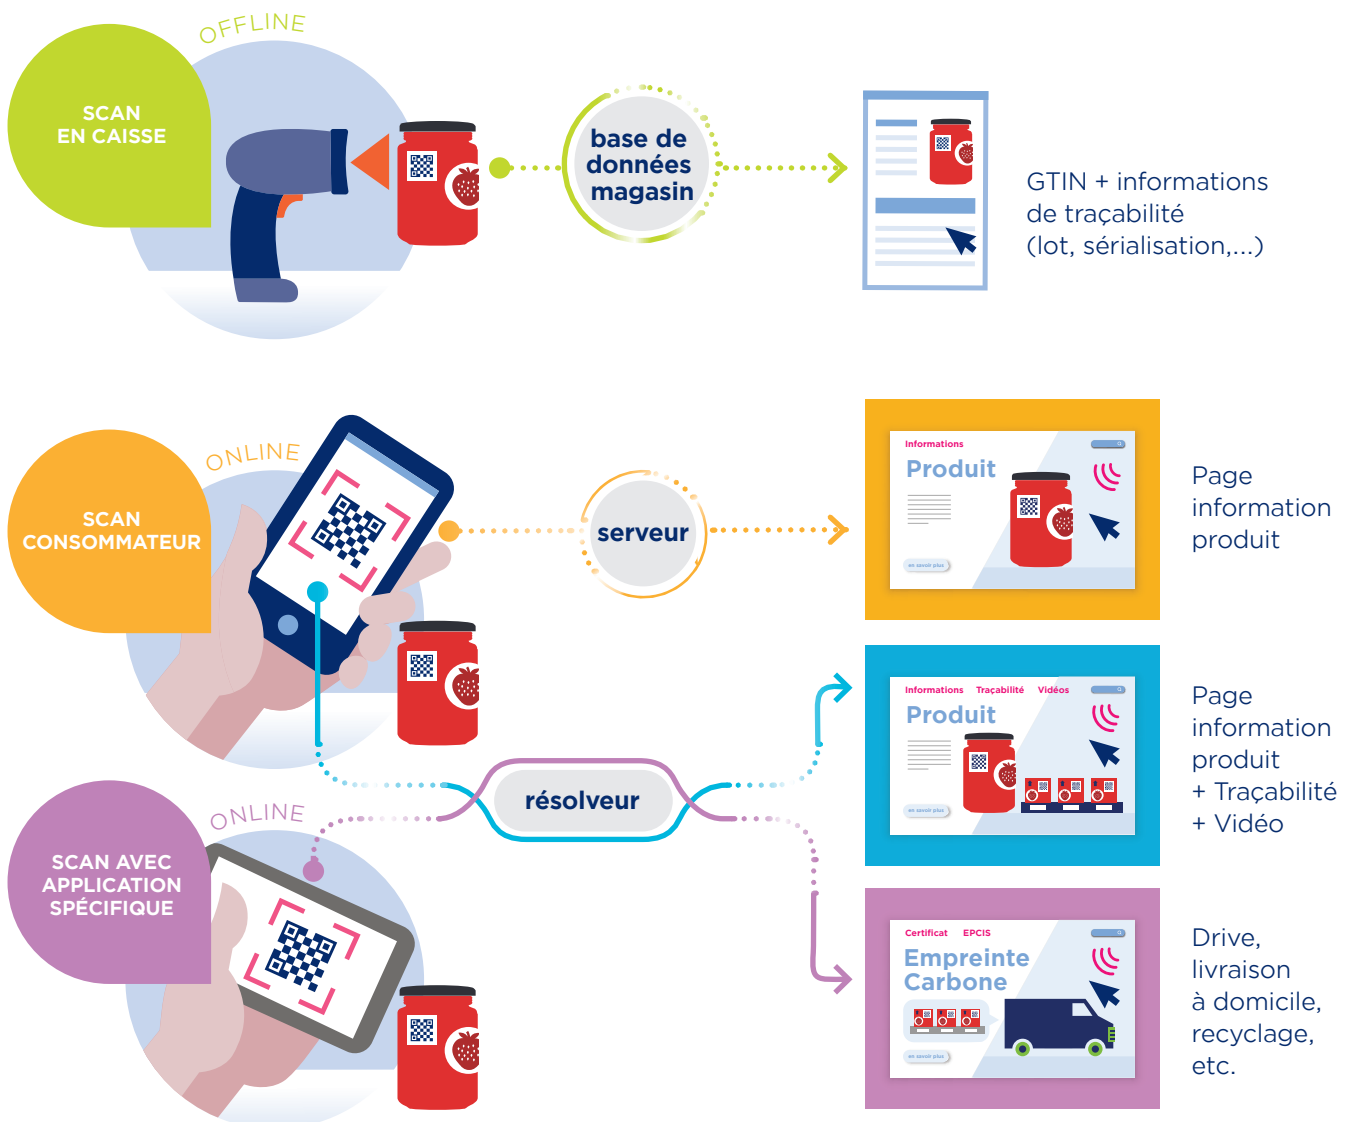 OFFLINE
SCAN
EN CAISSE
base de
données
magasin
GTIN + informations
de traçabilité
(lot, sérialisation,...)
ONLINE
SCAN
CONSOMMATEUR
serveur
Informations
Produit
en savoir plus
Page
information
produit
résolveur
Informations Traçabilité Vidéos
Produit
en savoir plus
Page
information
produit
+ Traçabilité
+ Vidéo
ONLINE
SCAN AVEC
APPLICATION
SPÉCIFIQUE
Certificat EPCIS
Empreinte
Carbone
en savoir plus
Drive,
livraison
à domicile,
recyclage,
etc.